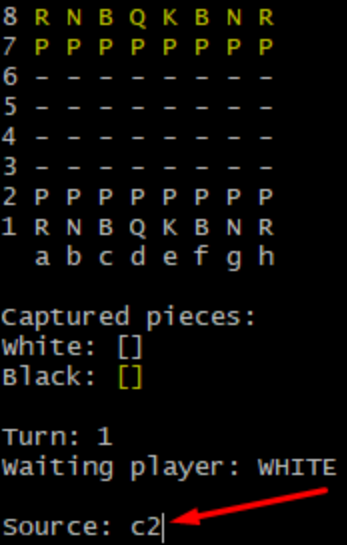 8 R N B Q K B N R
7 P P P P P P P P
6 - - - - - - - -
5 - - - - - - - -
4 - - - - - - - -
3 - - - - - - - -
2 P P P P P P P P
1 R N B Q K B N R
a b c d e f g h
Captured pieces:
White: []
Black: []
Turn: 1
Waiting player: WHITE
Source: c2